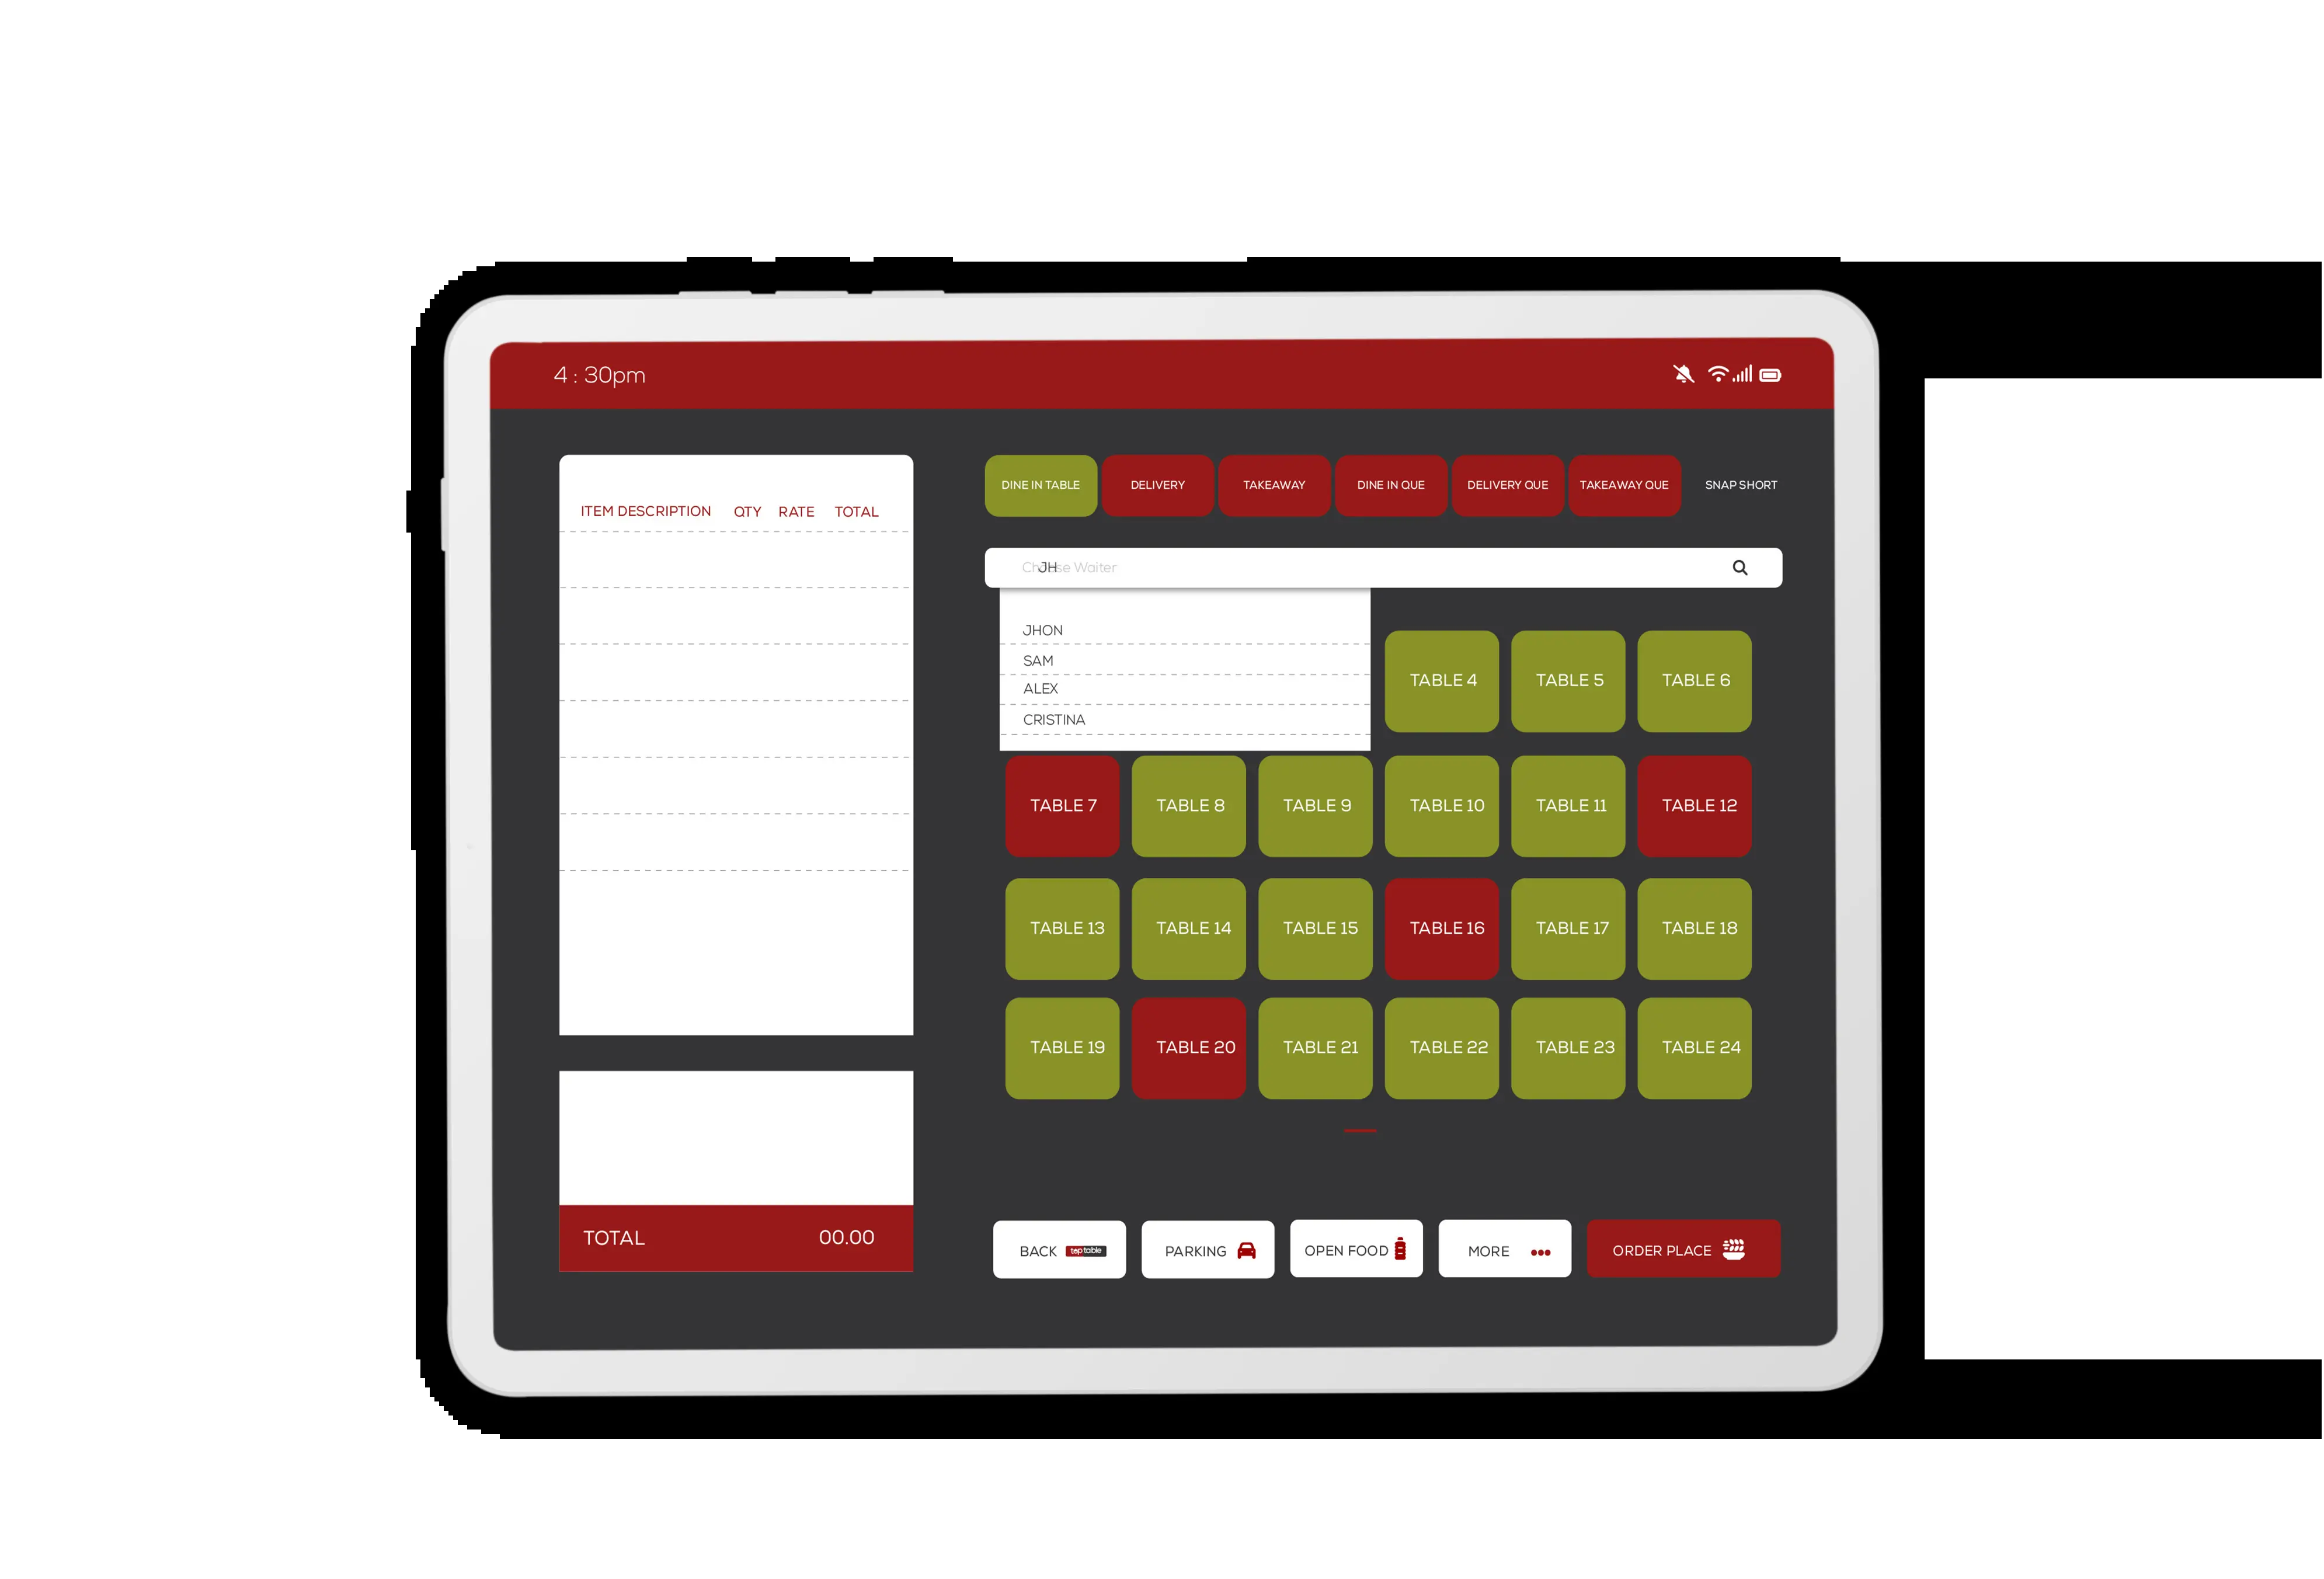 4 : 30pm
ITEM DESCRIPTION QTY RATE TOTAL
TOTAL 00.00
DINE IN TABLE DELIVERY TAKEAWAY DINE IN QUE DELIVERY QUE TAKEAWAY QUE SNAP SHORT
JH
JHON
SAM
ALEX
CRISTINA
TABLE 4 TABLE 5 TABLE 6
TABLE 7 TABLE 8 TABLE 9 TABLE 10 TABLE 11 TABLE 12
TABLE 13 TABLE 14 TABLE 15 TABLE 16 TABLE 17 TABLE 18
TABLE 19 TABLE 20 TABLE 21 TABLE 22 TABLE 23 TABLE 24
BACK taptable PARKING OPEN FOOD MORE ORDER PLACE